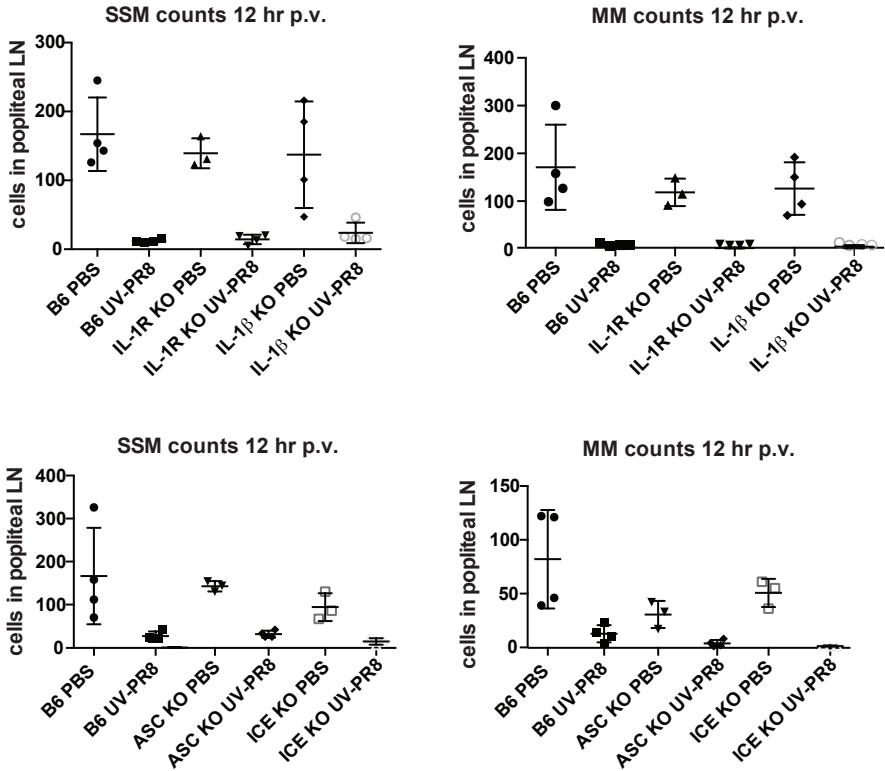 SSM counts 12 hr p.v.
cells in popliteal LN
300
200
100
0
B6 PBS
B6 UV-PR8
IL-1R KO PBS
IL-1R KO UV-PR8
IL-1β KO PBS
IL-1β KO UV-PR8
MM counts 12 hr p.v.
cells in popliteal LN
400
300
200
100
0
B6 PBS
B6 UV-PR8
IL-1R KO PBS
IL-1R KO UV-PR8
IL-1β KO PBS
IL-1β KO UV-PR8
SSM counts 12 hr p.v.
cells in popliteal LN
400
300
200
100
0
B6 PBS
B6 UV-PR8
ASC KO PBS
ASC KO UV-PR8
ICE KO PBS
ICE KO UV-PR8
MM counts 12 hr p.v.
cells in popliteal LN
150
100
50
0
B6 PBS
B6 UV-PR8
ASC KO PBS
ASC KO UV-PR8
ICE KO PBS
ICE KO UV-PR8